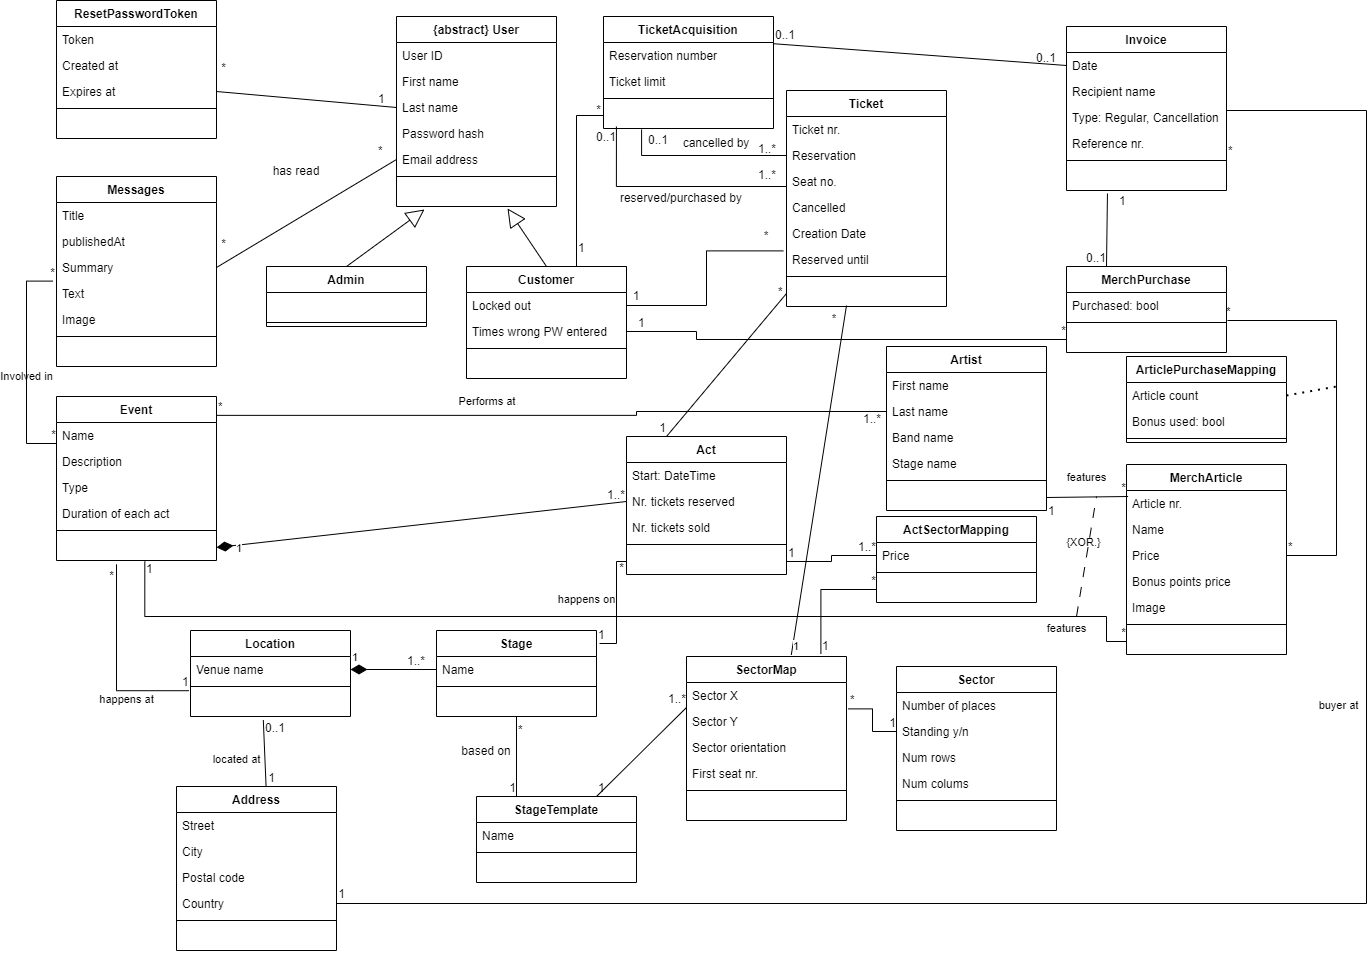 ResetPasswordToken
Token
Created at
Expires at
*
1
{abstract} User
User ID
First name
Last name
Password hash
Email address
TicketAcquisition
Reservation number
Ticket limit
0..1
0..1
Invoice
Date
Recipient name
Type: Regular, Cancellation
Reference nr.
*
1
0..1
Ticket
Ticket nr.
Reservation
Seat no.
Cancelled
Creation Date
Reserved until
*
0..1
0..1
cancelled by
1..*
1..*
reserved/purchased by
*
has read
*
Messages
Title
publishedAt
Summary
Text
Image
*
Involved in
*
Admin
Customer
Locked out
Times wrong PW entered
1
1
*
1
*
MerchPurchase
Purchased: bool
*
ArticlePurchaseMapping
Article count
Bonus used: bool
Artist
First name
Last name
Band name
Stage name
*
Performs at
1..*
Event
Name
Description
Type
Duration of each act
*
1
*
1
Act
Start: DateTime
Nr. tickets reserved
Nr. tickets sold
1..*
1
features
*
1
MerchArticle
Article nr.
Name
Price
Bonus points price
Image
*
{XOR.}
features
*
ActSectorMapping
Price
1
1..*
*
*
happens on
1
*
1
happens at
1
Location
Venue name
1
1..*
Stage
Name
1
1
SectorMap
Sector X
Sector Y
Sector orientation
First seat nr.
1..*
*
1
Sector
Number of places
Standing y/n
Num rows
Num colums
buyer at
0..1
located at
1
*
based on
1
1
StageTemplate
Name
Address
Street
City
Postal code
Country
1